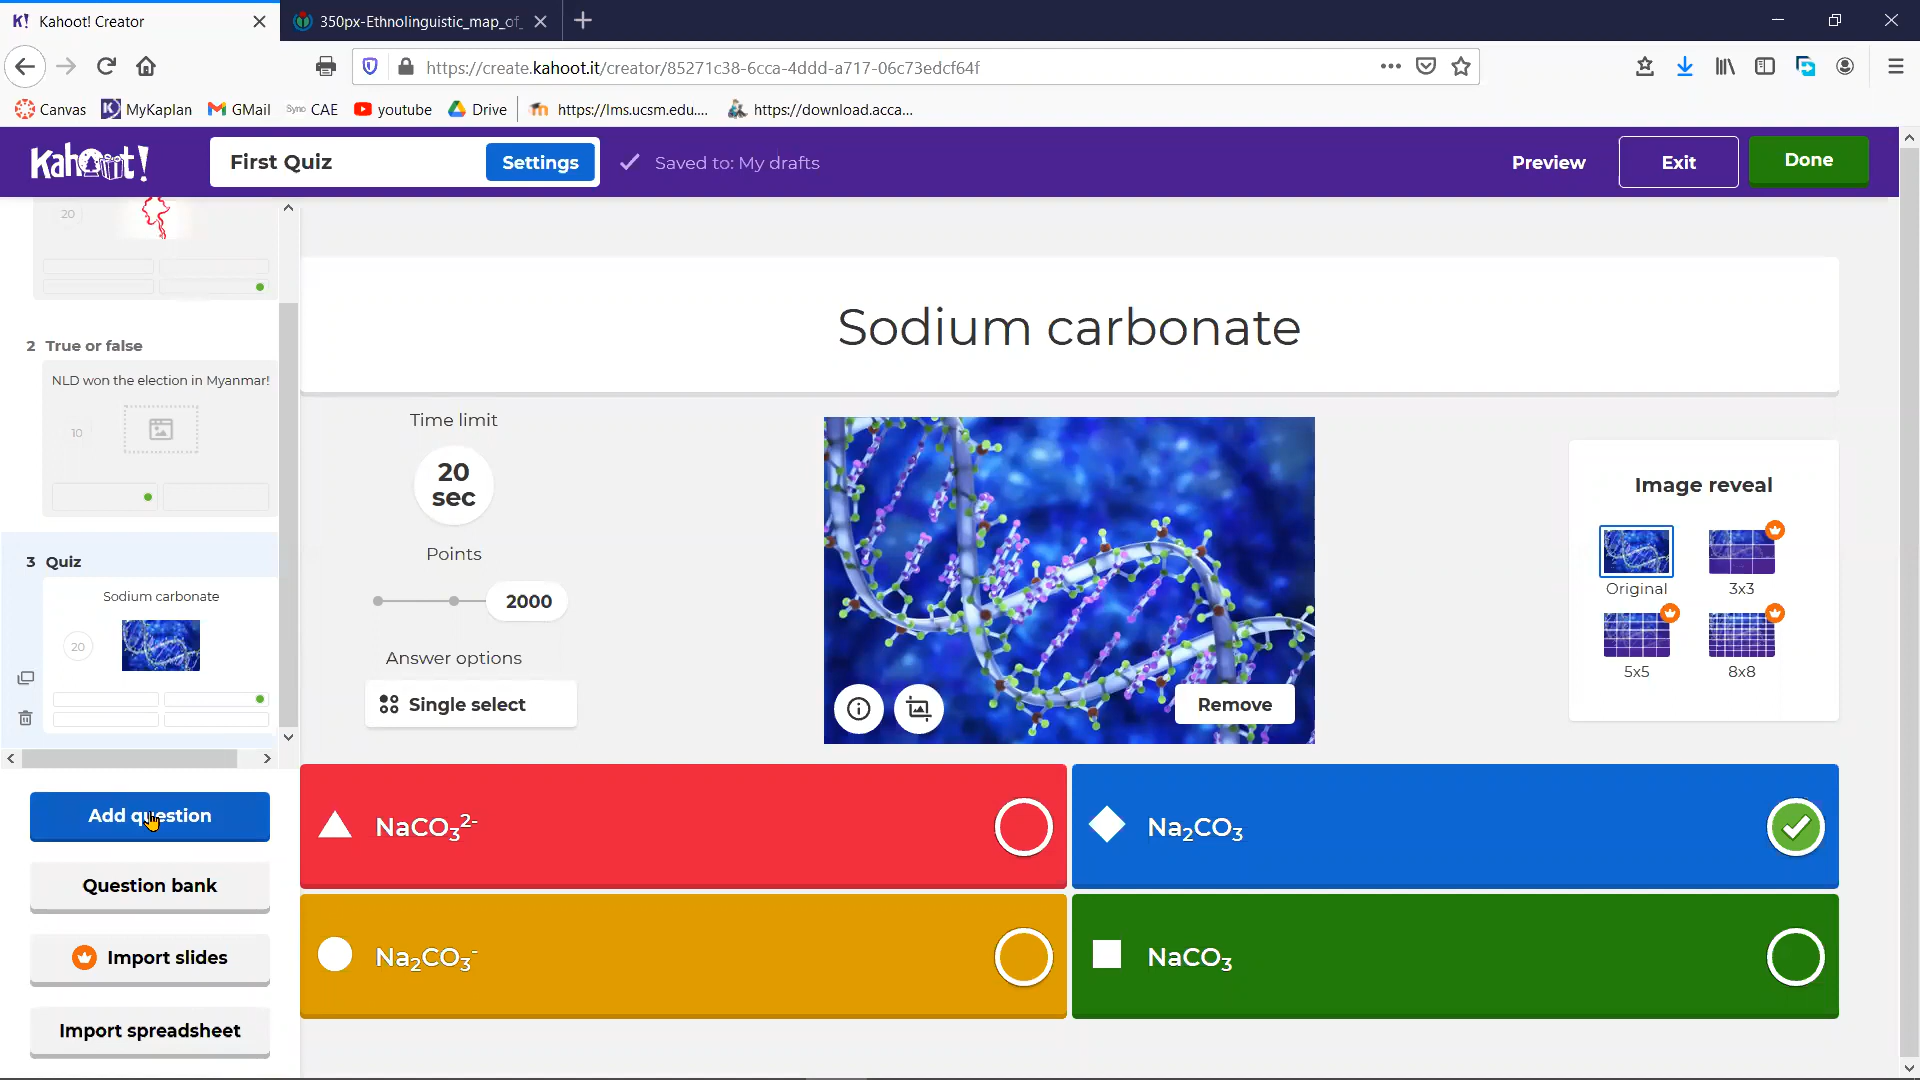 K! Kahoot! Creator
350px-Ethnolinguistic_map_of_
https://create.kahoot.it/creator/85271c38-6cca-4ddd-a717-06c73edcf64f
Canvas
MyKaplan
GMail
Syno CAE
youtube
Drive
https://lms.ucsm.edu....
https://download.acca...
Kahoot!
First Quiz
Settings
Saved to: My drafts
Preview
Exit
Done
20
2 True or false
NLD won the election in Myanmar!
10
3 Quiz
Sodium carbonate
20
Add question
Question bank
Import slides
Import spreadsheet
Sodium carbonate
Time limit
20
sec
Points
2000
Answer options
Single select
Remove
Image reveal
Original
3x3
5x5
8x8
NaCO₃²⁻
Na₂CO₃
Na₂CO₃⁻
NaCO₃